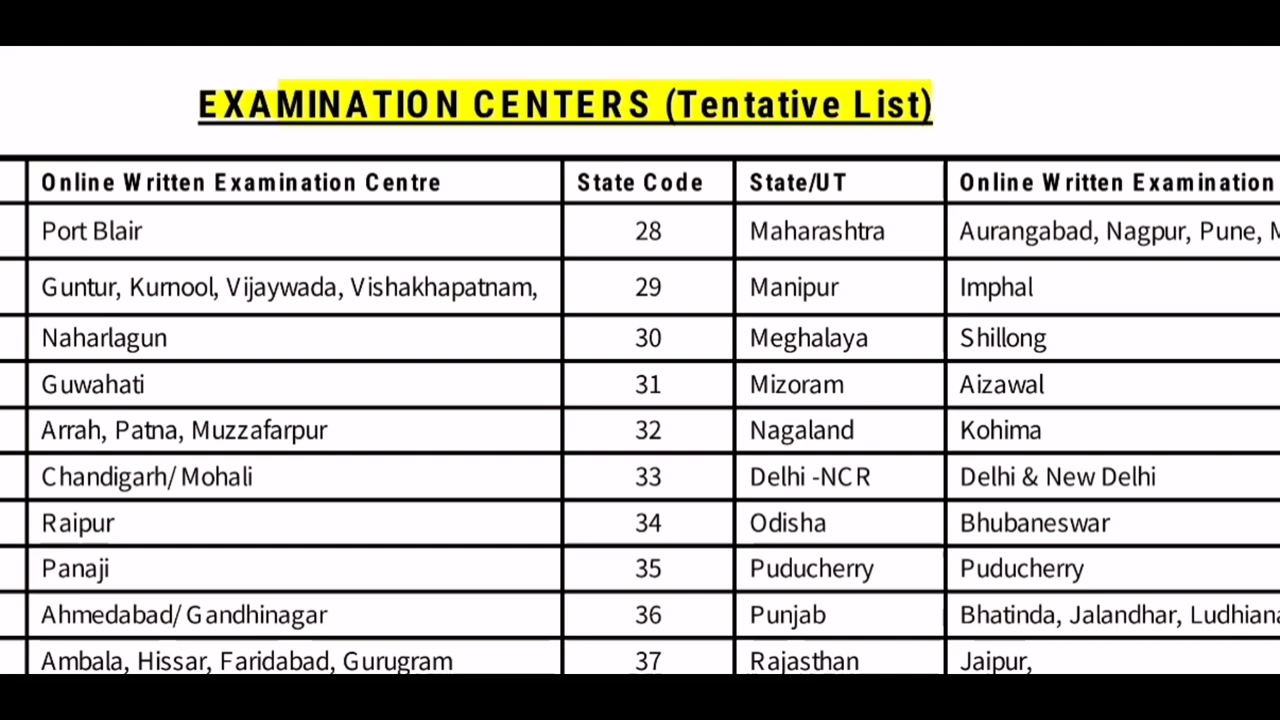 EXAMINATION CENTERS (Tentative List)
Online Written Examination Centre State Code State/UT Online Written Examination
Port Blair 28 Maharashtra Aurangabad, Nagpur, Pune,
Guntur, Kurnool, Vijaywada, Vishakhapatnam, 29 Manipur Imphal
Naharlagun 30 Meghalaya Shillong
Guwahati 31 Mizoram Aizawal
Arrah, Patna, Muzzafarpur 32 Nagaland Kohima
Chandigarh/ Mohali 33 Delhi -NCR Delhi & New Delhi
Raipur 34 Odisha Bhubaneswar
Panaji 35 Puducherry Puducherry
Ahmedabad/ Gandhinagar 36 Punjab Bhatinda, Jalandhar, Ludhiana
Ambala, Hissar, Faridabad, Gurugram 37 Rajasthan Jaipur,